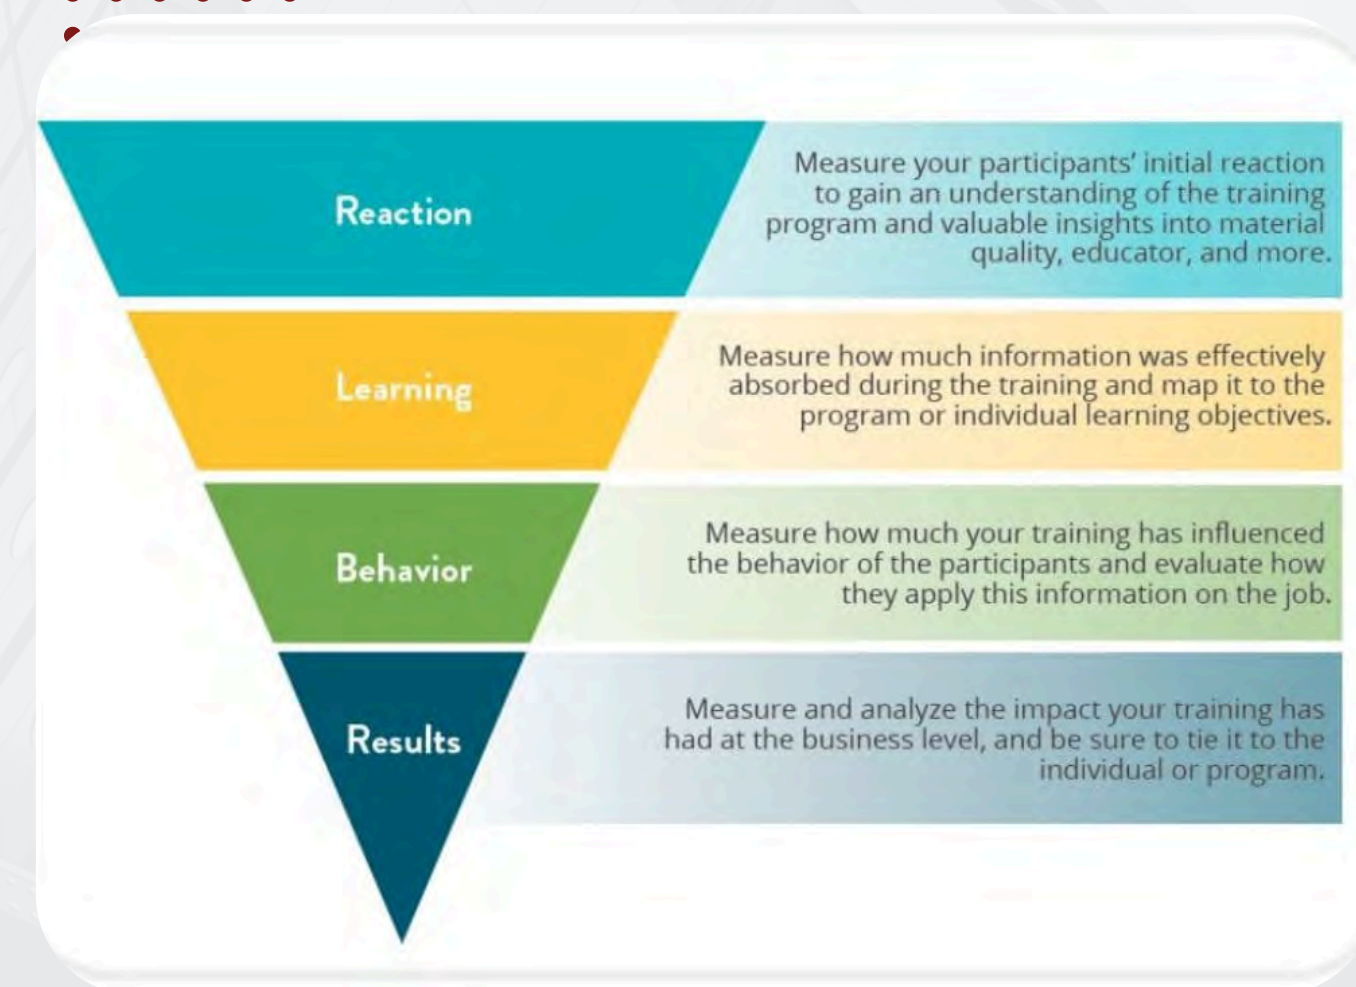 Reaction
Measure your participants’ initial reaction
to gain an understanding of the training
program and valuable insights into material
quality, educator, and more.
Learning
Measure how much information was effectively
absorbed during the training and map it to the
program or individual learning objectives.
Behavior
Measure how much your training has influenced
the behavior of the participants and evaluate how
they apply this information on the job.
Results
Measure and analyze the impact your training has
had at the business level, and be sure to tie it to the
individual or program.